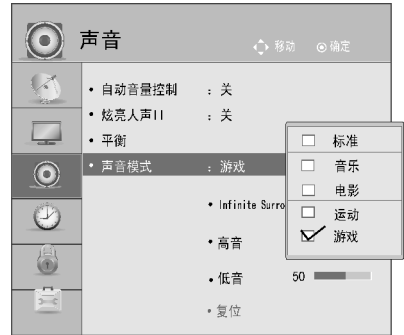 声音 移动 确定
• 自动音量控制 : 关
• 炫亮人声II : 关
• 平衡
• 声音模式 : 游戏
• Infinite Surro
• 高音
• 低音 50
• 复位
标准
音乐
电影
运动
游戏